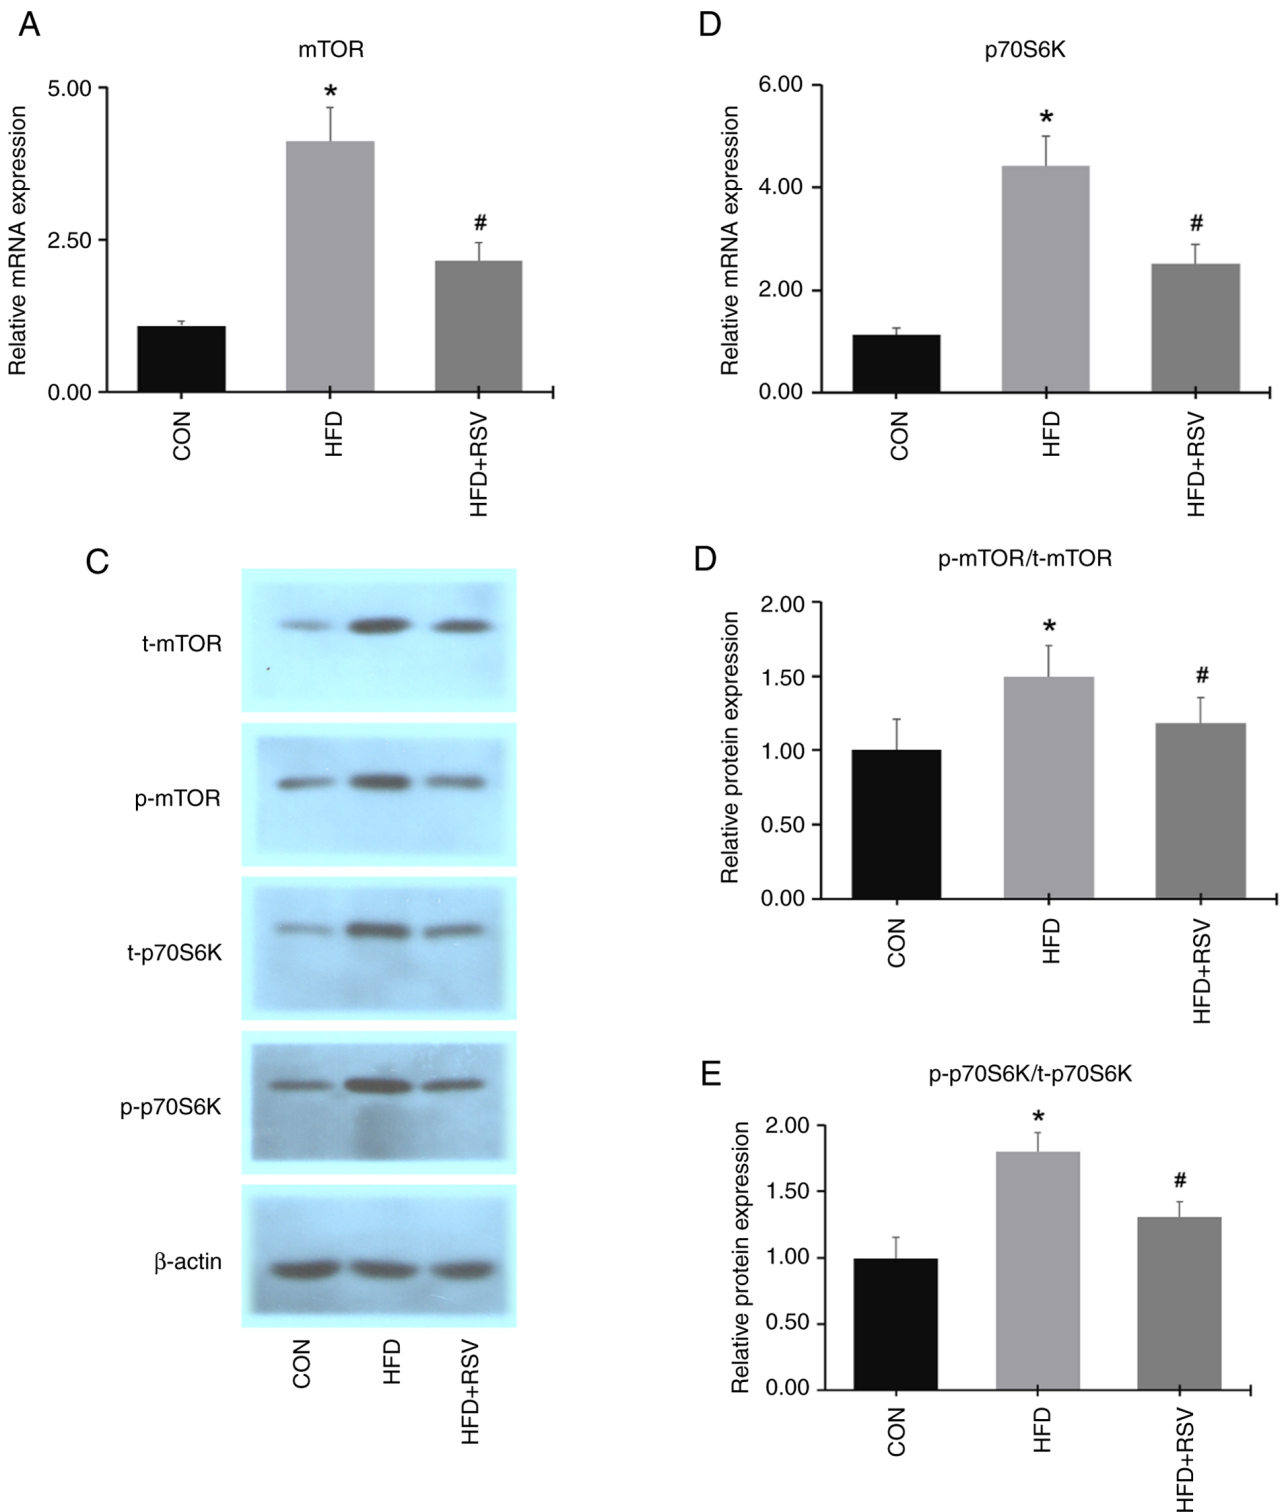 A
mTOR
Relative mRNA expression
5.00
2.50
0.00
*
#
CON
HFD
HFD+RSV
D
p70S6K
Relative mRNA expression
6.00
4.00
2.00
0.00
*
#
CON
HFD
HFD+RSV
C
t-mTOR
p-mTOR
t-p70S6K
p-p70S6K
β-actin
CON
HFD
HFD+RSV
D
p-mTOR/t-mTOR
Relative protein expression
2.00
1.50
1.00
0.50
0.00
*
#
CON
HFD
HFD+RSV
E
p-p70S6K/t-p70S6K
Relative protein expression
2.00
1.50
1.00
0.50
0.00
*
#
CON
HFD
HFD+RSV